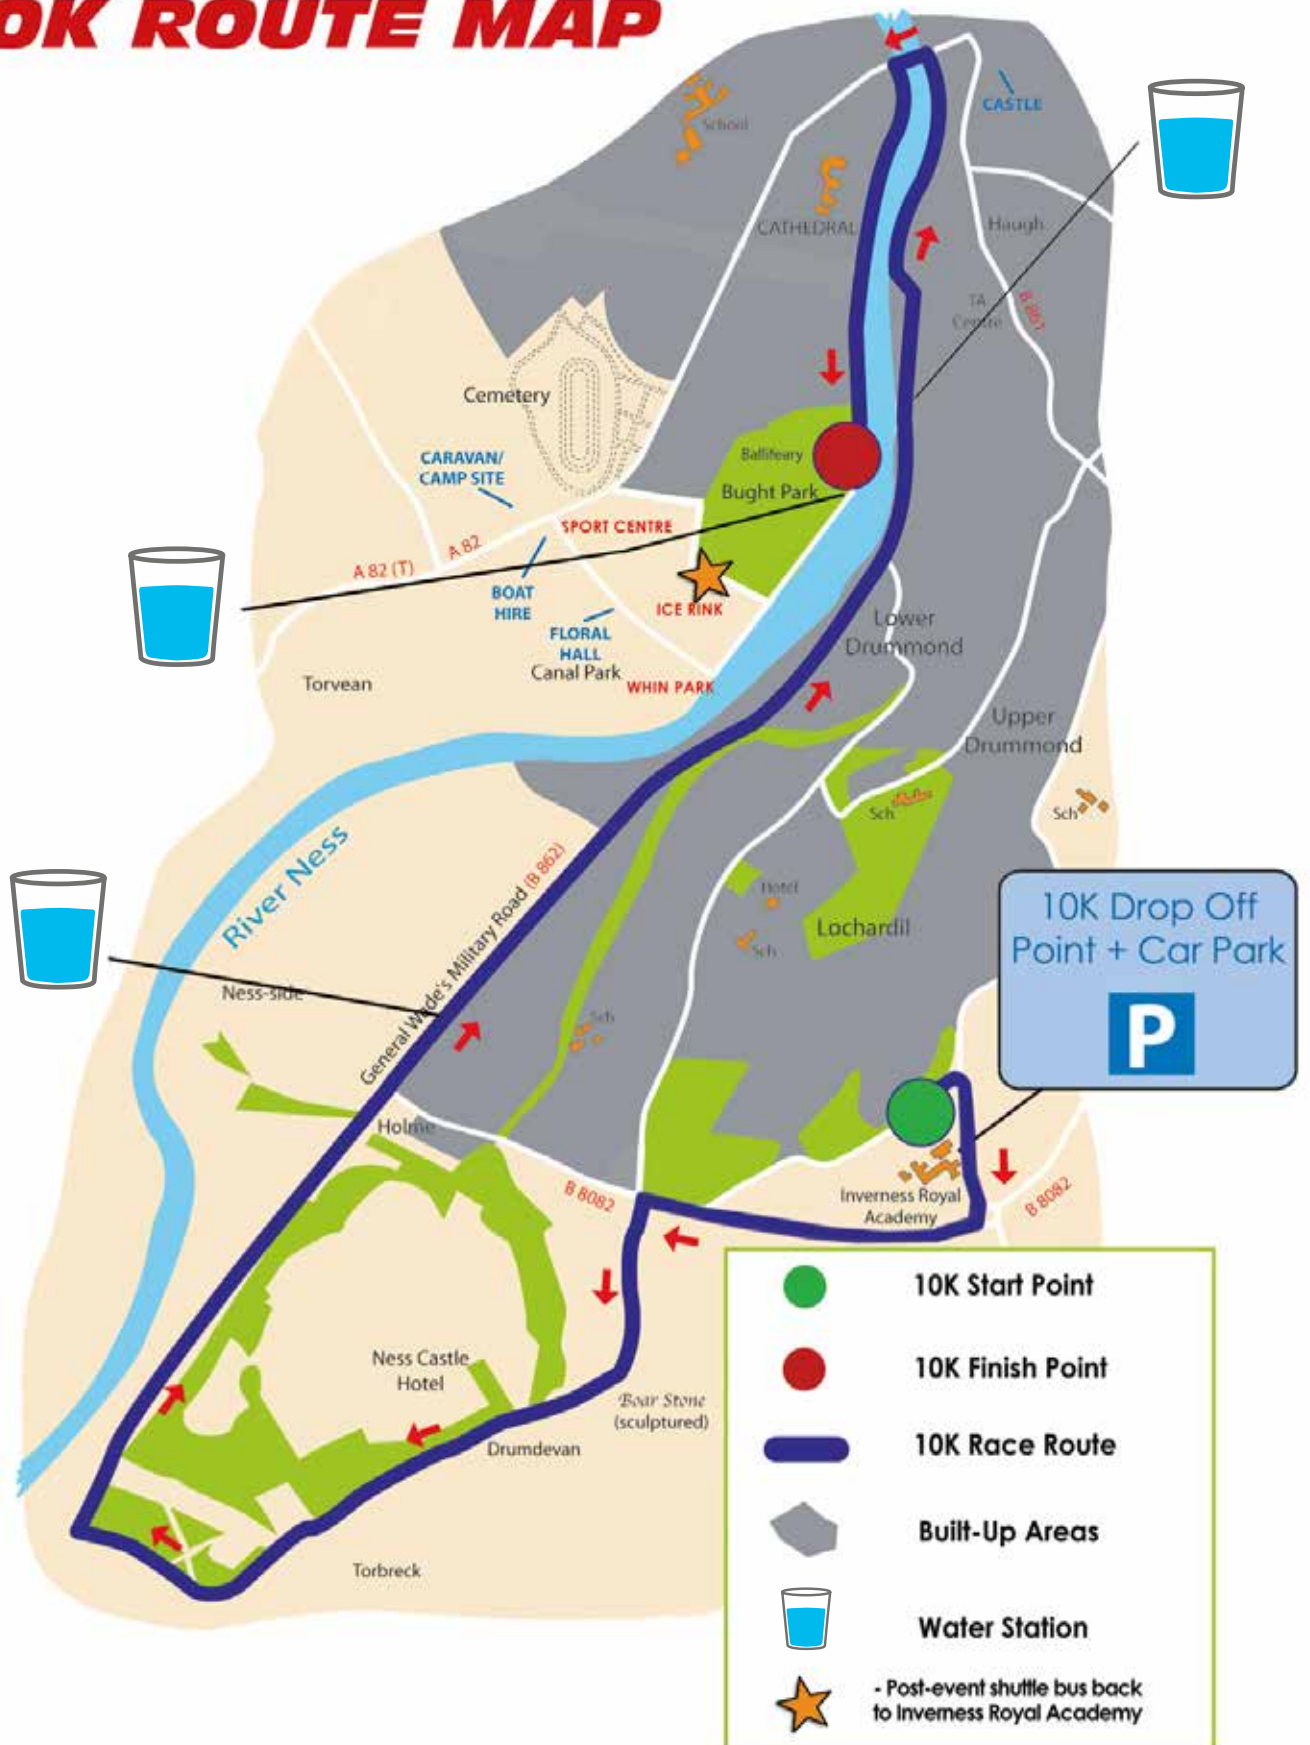 0K ROUTE MAP
School
CASTLE
CATHEDRAL
Haugh
TA
Centre
B 861
Cemetery
CARAVAN/
CAMP SITE
Ballifeary
Bught Park
SPORT CENTRE
A 82
A 82 (T)
BOAT
HIRE
ICE RINK
FLORAL
HALL
Canal Park
WHIN PARK
Torvean
Lower
Drummond
Upper
Drummond
Sch
Sch
River Ness
General Wade's Military Road (B 862)
Hotel
Sch
Lochardil
10K Drop Off
Point + Car Park
P
Ness-side
Sch
Holme
B 8082
Inverness Royal
Academy
B 8082
Ness Castle
Hotel
Boar Stone
(sculptured)
Drumdevan
Torbreck
10K Start Point
10K Finish Point
10K Race Route
Built-Up Areas
Water Station
- Post-event shuttle bus back
to Inverness Royal Academy